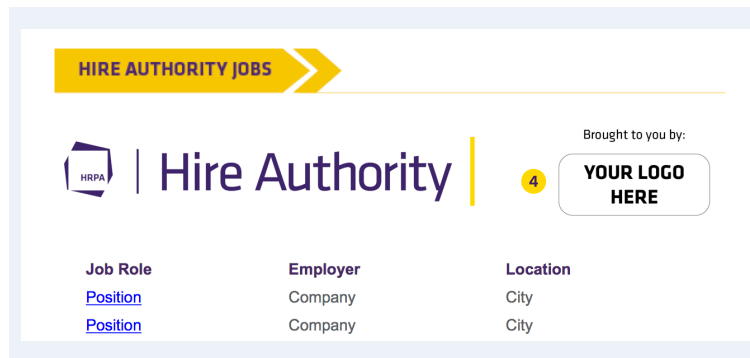 HIRE AUTHORITY JOBS
Brought to you by:
HRPA | Hire Authority
4
YOUR LOGO
HERE
Job Role Employer Location
Position Company City
Position Company City